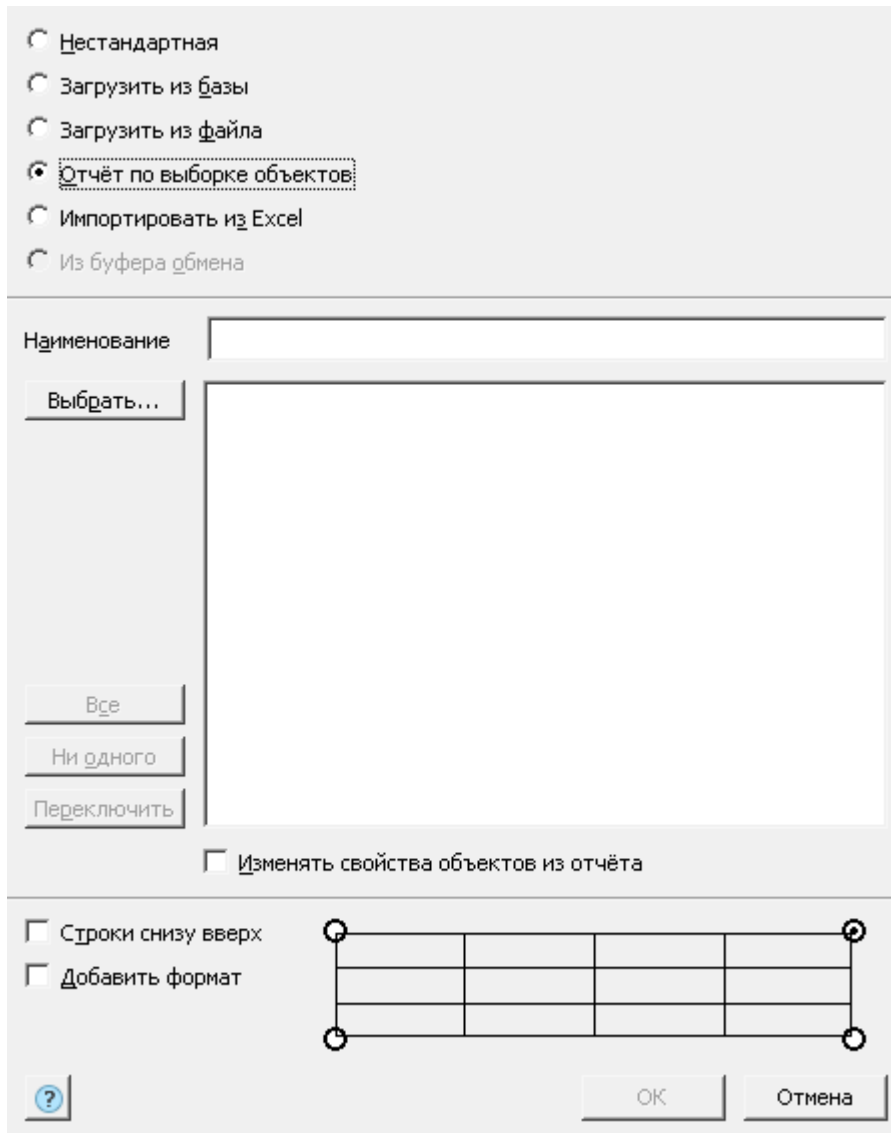 Нестандартная
Загрузить из базы
Загрузить из файла
Отчёт по выборке объектов
Импортировать из Excel
Из буфера обмена
Наименование
Выбрать...
Все
Ни одного
Переключить
Изменять свойства объектов из отчёта
Строки снизу вверх
Добавить формат
?
OK
Отмена